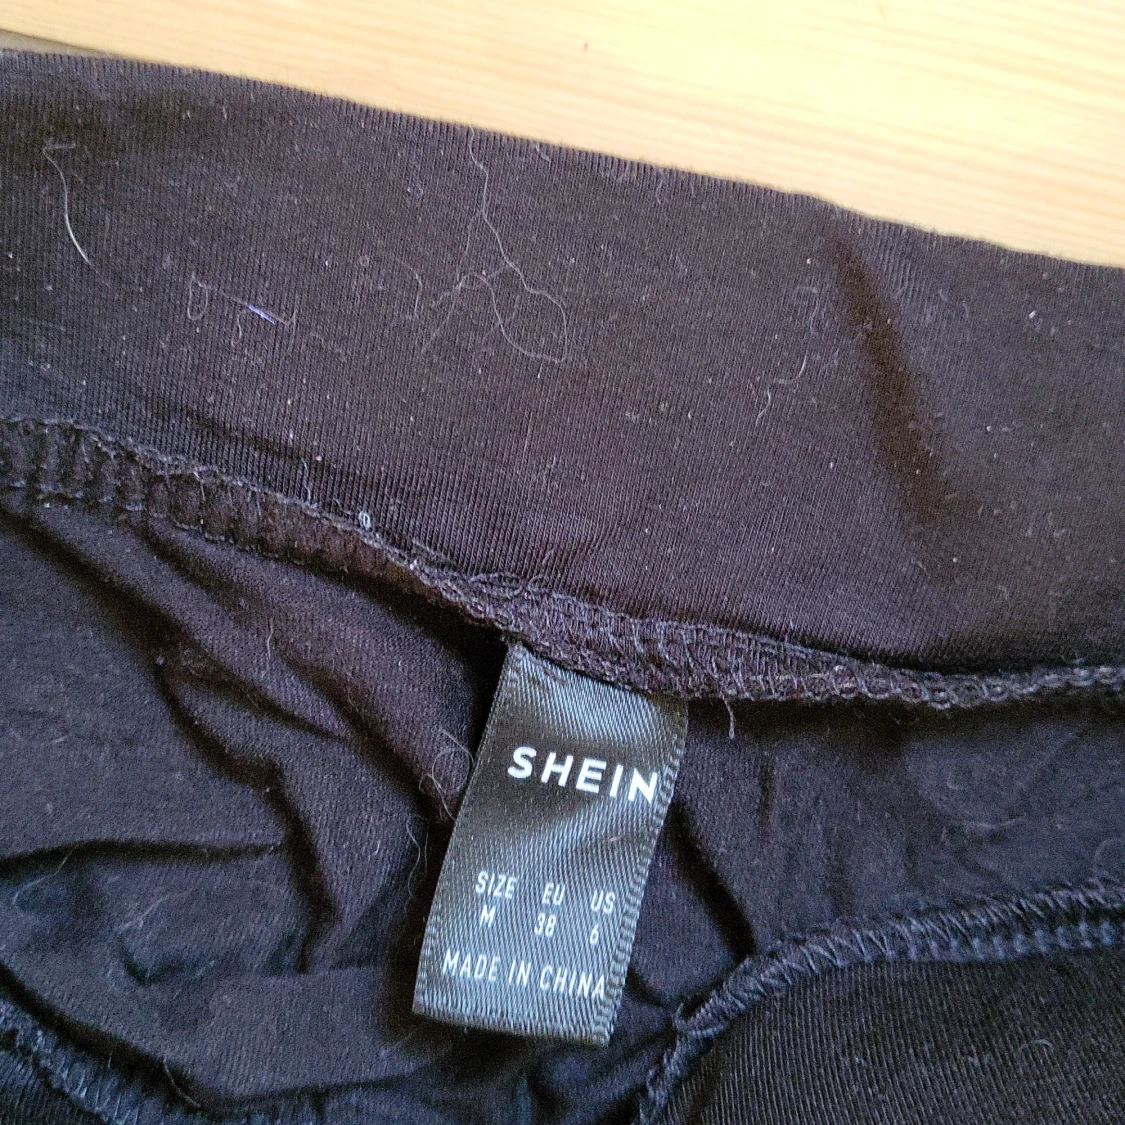 SHEIN
SIZE EU US
M 38 6
MADE IN CHINA